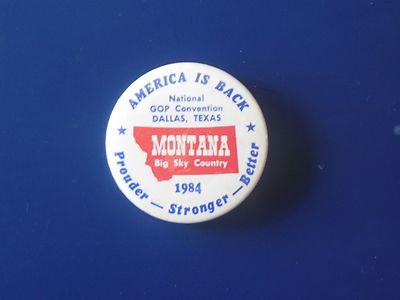 AMERICA IS BACK
National
GOP Convention
DALLAS, TEXAS
MONTANA
Big Sky Country
1984
Prouder — Stronger — Better